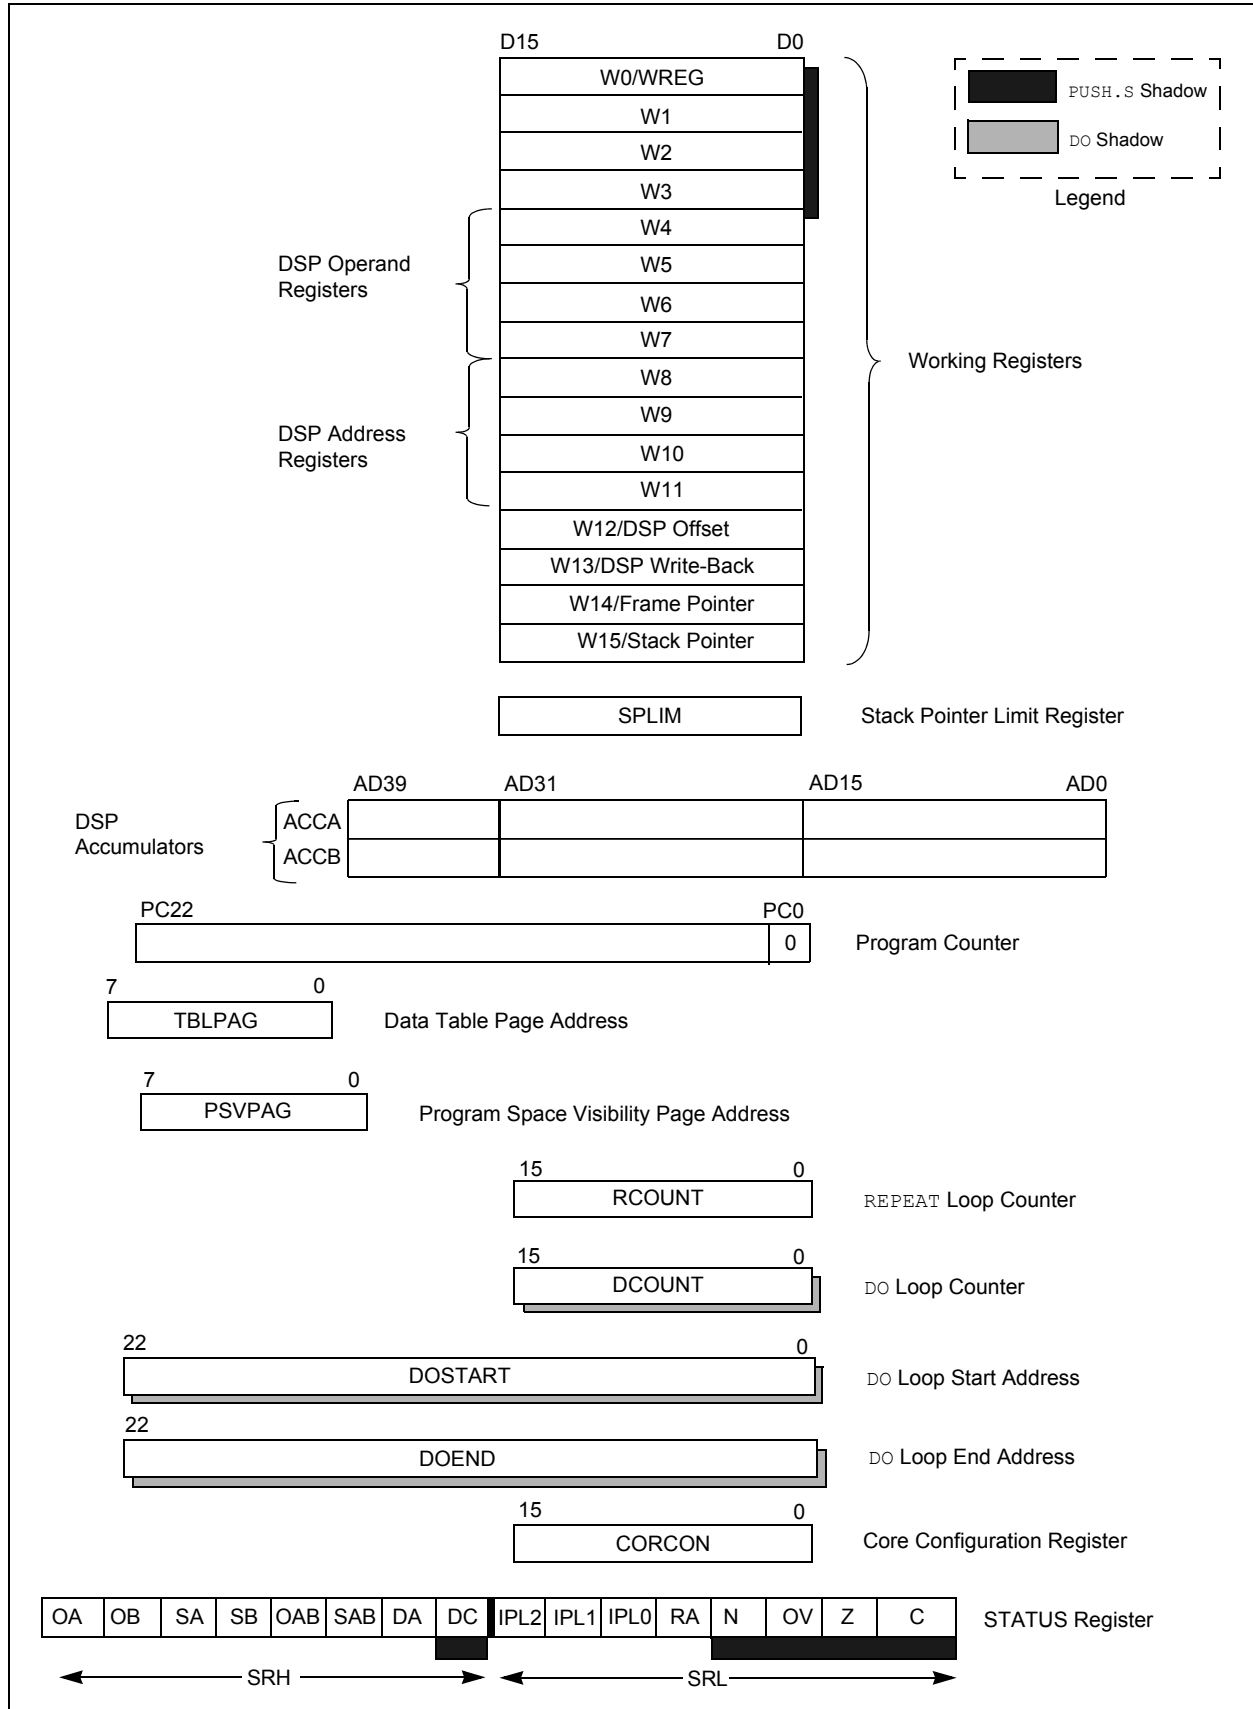 D15 D0
W0/WREG
W1
W2
W3
W4
W5
W6
W7
W8
W9
W10
W11
W12/DSP Offset
W13/DSP Write-Back
W14/Frame Pointer
W15/Stack Pointer
PUSH.S Shadow
DO Shadow
Legend
DSP Operand
Registers
DSP Address
Registers
Working Registers
SPLIM Stack Pointer Limit Register
AD39 AD31 AD15 AD0
DSP
Accumulators
ACCA
ACCB
PC22 PC0
0 Program Counter
7 0
TBLPAG Data Table Page Address
7 0
PSVPAG Program Space Visibility Page Address
15 0
RCOUNT REPEAT Loop Counter
15 0
DCOUNT DO Loop Counter
22 0
DOSTART DO Loop Start Address
22
DOEND DO Loop End Address
15 0
CORCON Core Configuration Register
OA OB SA SB OAB SAB DA DC IPL2 IPL1 IPL0 RA N OV Z C STATUS Register
SRH SRL